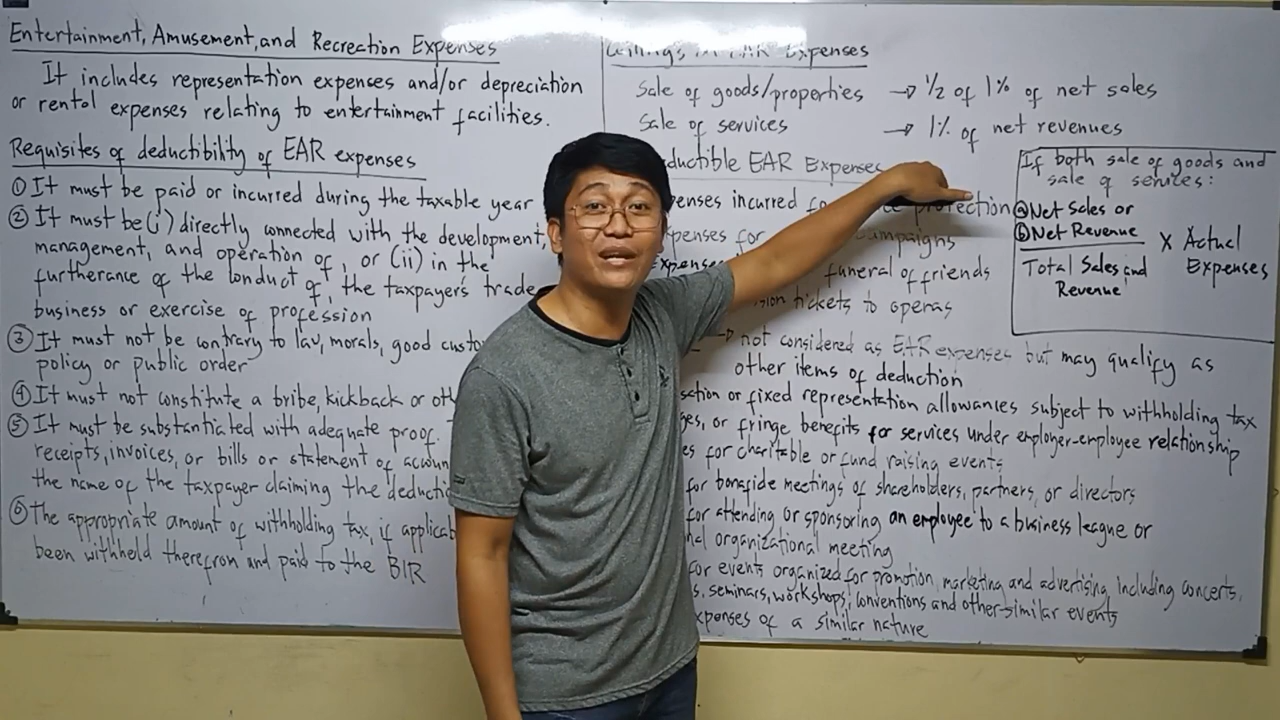 Entertainment, Amusement, and Recreation Expenses
It includes representation expenses and/or depreciation
or rental expenses relating to entertainment facilities.
Requisites of deductibility of EAR expenses
① It must be paid or incurred during the taxable year
② It must be (i) directly connected with the development,
management, and operation of, or (ii) in the
furtherance of the conduct of, the taxpayer's trade
business or exercise of profession
③ It must not be contrary to law, morals, good
policy or public order
④ It must not constitute a bribe, kickback or
⑤ It must be substantiated with adequate proof.
receipts, invoices, or bills or statement of
the name of the taxpayer claiming the
⑥ The appropriate amount of withholding tax, if
been withheld therefrom and paid to the BIR
Expenses
Sale of goods/properties → 1/2 of 1% of net sales
Sale of services → 1% of net revenues
EAR Expenses
incurred
protection
for campaigns
funeral of friends
tickets to operas
→ not considered as EAR expenses but may qualify as
other items of deduction
or fixed representation allowances subject to withholding tax
or fringe benefits for services under employer-employee relationship
for charitable or fund raising events
for bonafide meetings of shareholders, partners, or directors
for attending or sponsoring an employee to a business league or
organizational meeting
for events organized for promotion, marketing and advertising including concerts,
seminars, workshops, conventions and other similar events
of a similar nature
If both sale of goods and
sale of services:
ⓐ Net Sales or
ⓑ Net Revenue
Total Sales and
Revenue
X Actual
Expenses